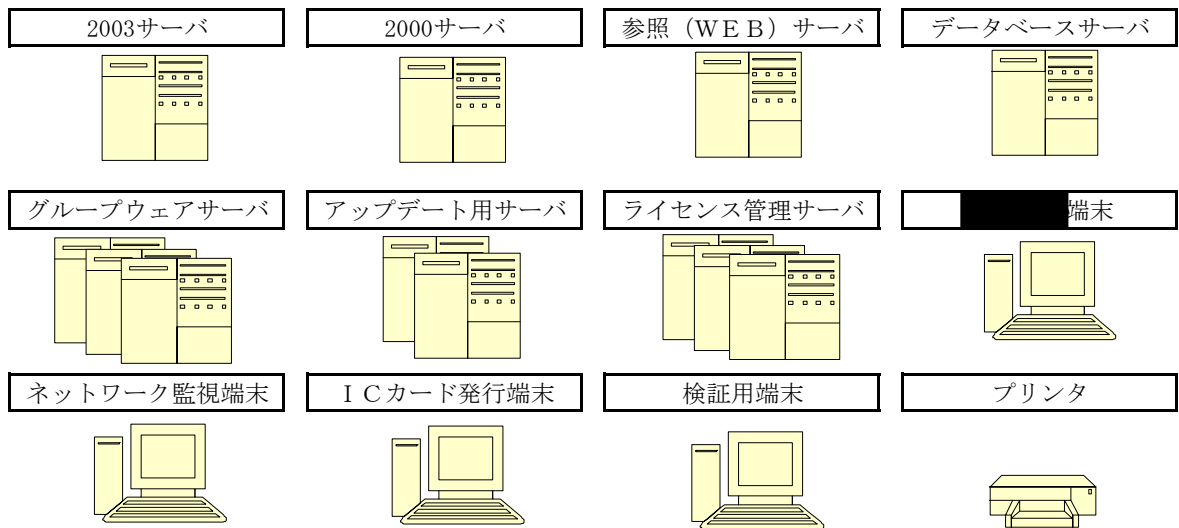 2003サーバ
2000サーバ
参照（ＷＥＢ）サーバ
データベースサーバ
グループウェアサーバ
アップデート用サーバ
ライセンス管理サーバ
端末
ネットワーク監視端末
ＩＣカード発行端末
検証用端末
プリンタ